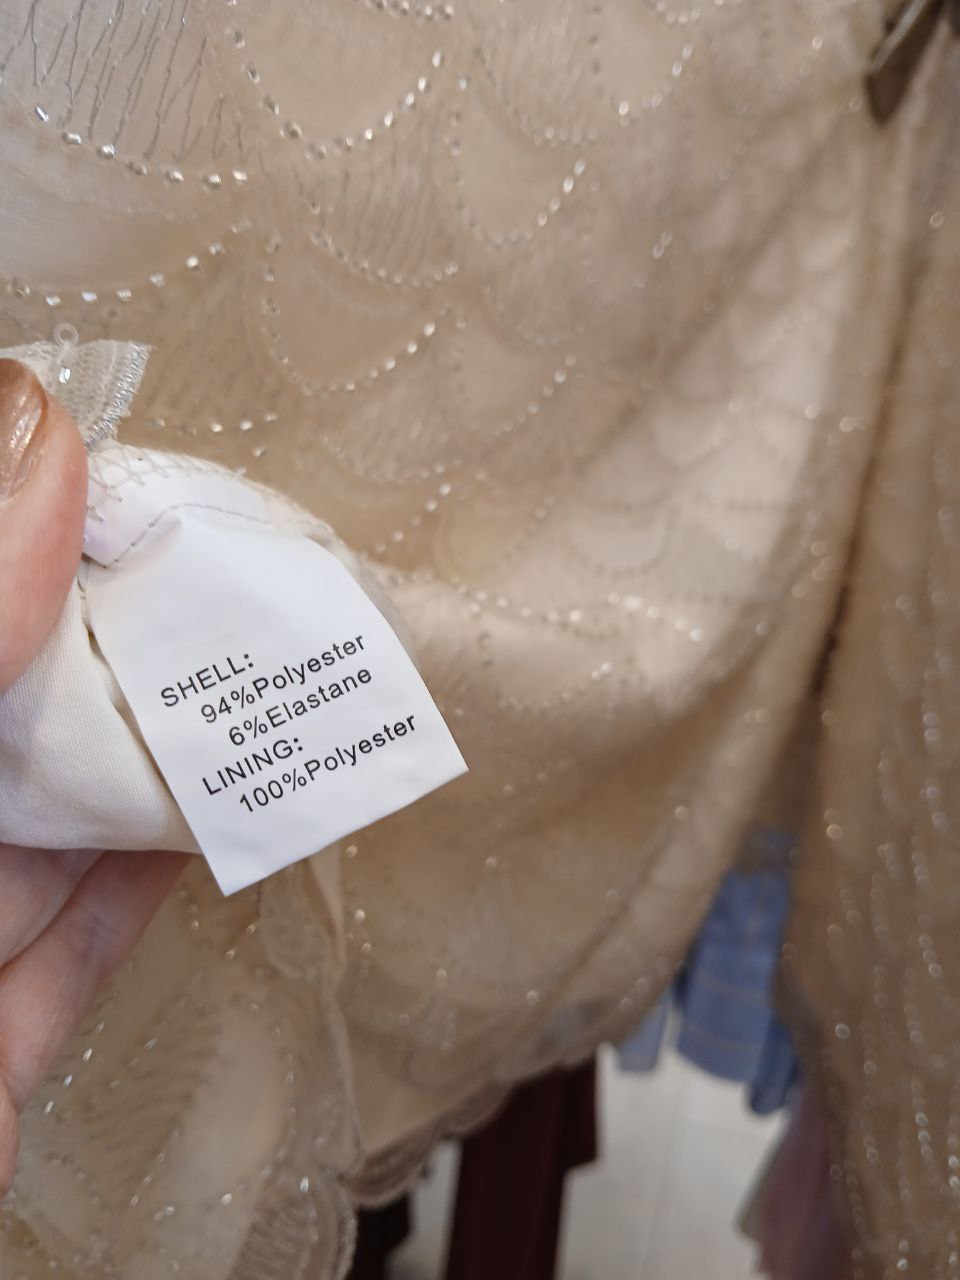 SHELL:
94%Polyester
6%Elastane
LINING:
100%Polyester